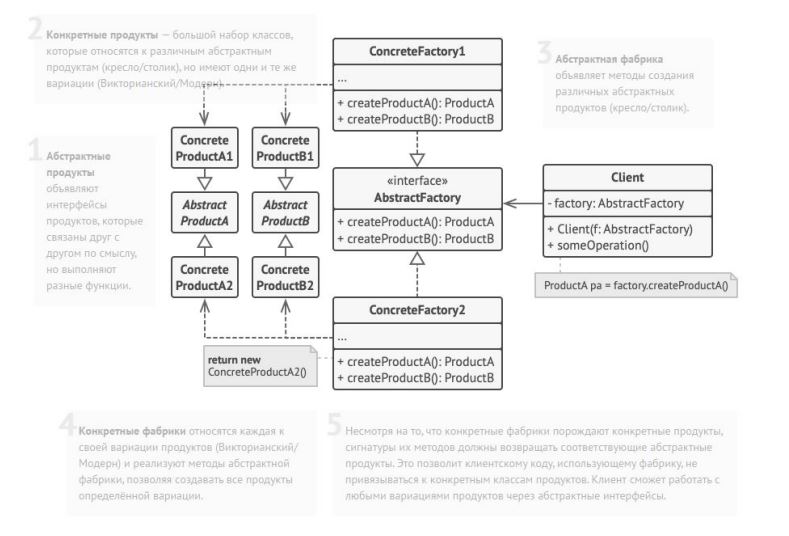 2
Конкретные продукты — большой набор классов,
которые относятся к различным абстрактным
продуктам (кресло/столик), но имеют одни и те же
вариации (Викторианский/Модерн).
ConcreteFactory1
...
+ createProductA(): ProductA
+ createProductB(): ProductB
3
Абстрактная фабрика
объявляет методы создания
различных абстрактных
продуктов (кресло/столик).
1
Абстрактные
продукты
объявляют
интерфейсы
продуктов, которые
связаны друг с
другом по смыслу,
но выполняют
разные функции.
Concrete
ProductA1
Concrete
ProductB1
Abstract
ProductA
Abstract
ProductB
Concrete
ProductA2
Concrete
ProductB2
«interface»
AbstractFactory
+ createProductA(): ProductA
+ createProductB(): ProductB
Client
- factory: AbstractFactory
+ Client(f: AbstractFactory)
+ someOperation()
ProductA pa = factory.createProductA()
ConcreteFactory2
...
+ createProductA(): ProductA
+ createProductB(): ProductB
return new
ConcreteProductA2()
4
Конкретные фабрики относятся каждая к
своей вариации продуктов (Викторианский/
Модерн) и реализуют методы абстрактной
фабрики, позволяя создавать все продукты
определённой вариации.
5
Несмотря на то, что конкретные фабрики порождают конкретные продукты,
сигнатуры их методов должны возвращать соответствующие абстрактные
продукты. Это позволит клиентскому коду, использующему фабрику, не
привязываться к конкретным классам продуктов. Клиент сможет работать с
любыми вариациями продуктов через абстрактные интерфейсы.